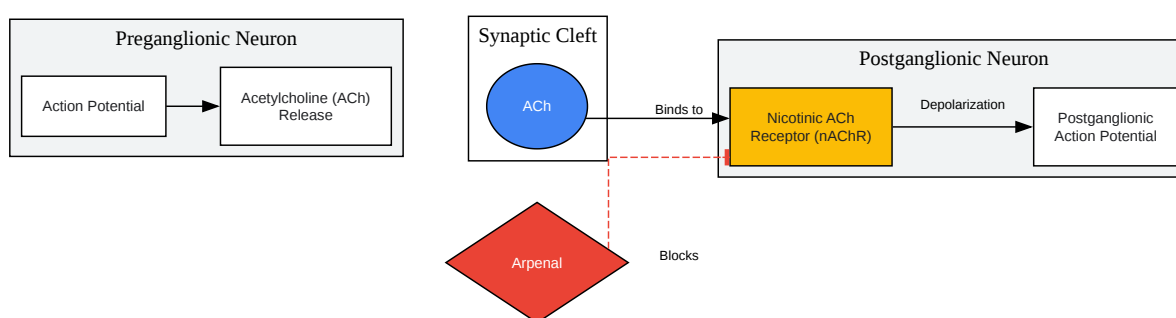 Preganglionic Neuron
Action Potential
Acetylcholine (ACh)
Release
Synaptic Cleft
ACh
Binds to
Postganglionic Neuron
Nicotinic ACh
Receptor (nAChR)
Depolarization
Postganglionic
Action Potential
Arpenal
Blocks